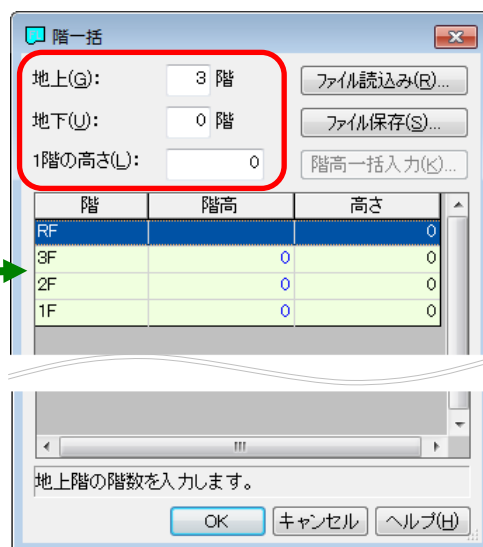 階一括
地上(G): 3 階 ファイル読込み(R)...
地下(U): 0 階 ファイル保存(S)...
1階の高さ(L): 0 階高一括入力(K)...
階 階高 高さ
RF 0
3F 0 0
2F 0 0
1F 0 0
地上階の階数を入力します。
OK キャンセル ヘルプ(H)